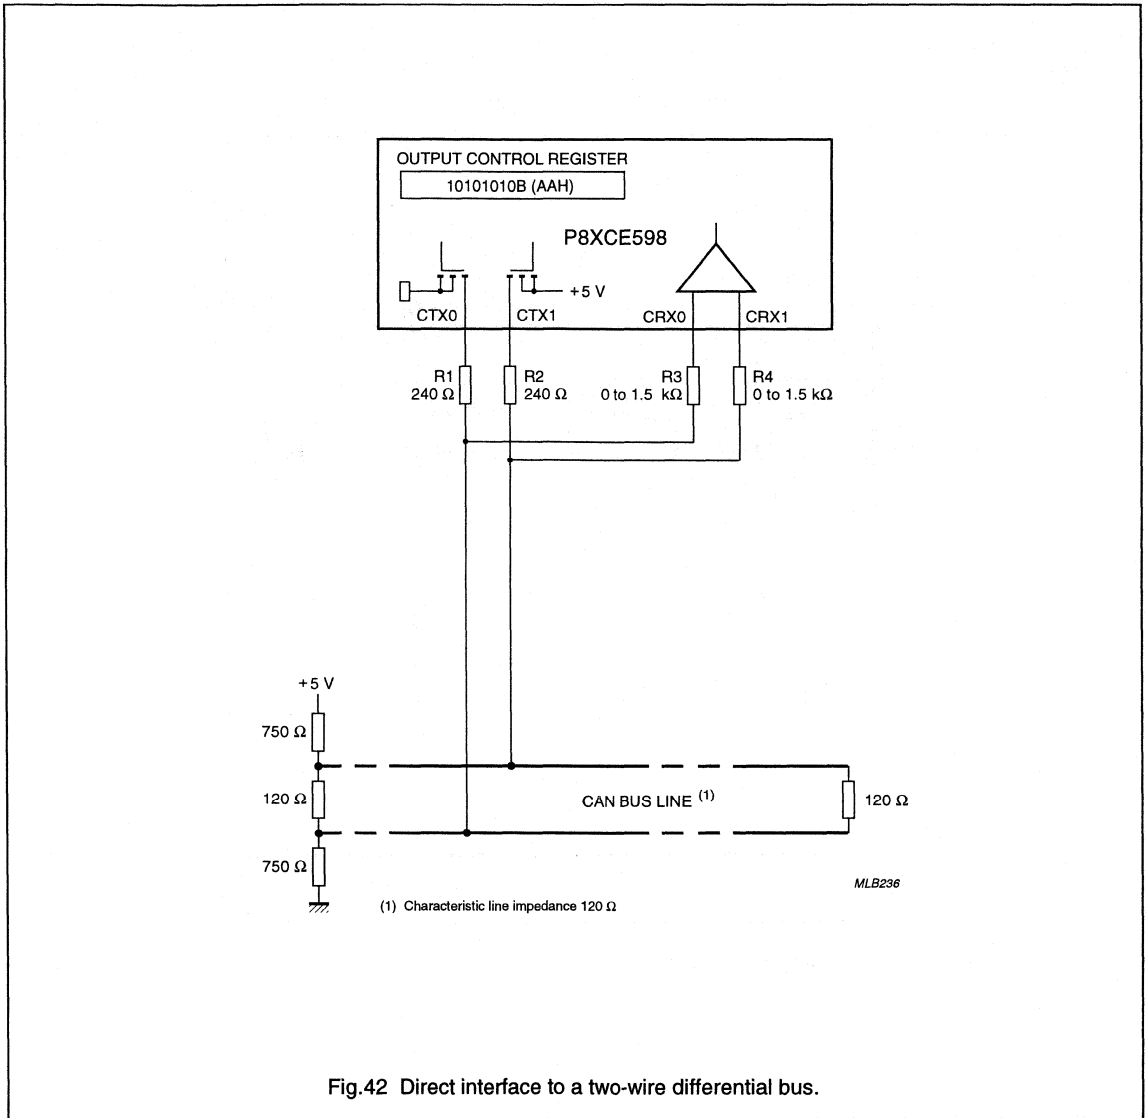 OUTPUT CONTROL REGISTER
10101010B (AAH)
P8XCE598
+5 V
CTX0
CTX1
CRX0
CRX1
R1
240 Ω
R2
240 Ω
R3
0 to 1.5 kΩ
R4
0 to 1.5 kΩ
+5 V
750 Ω
120 Ω
CAN BUS LINE (1)
120 Ω
750 Ω
MLB236
(1) Characteristic line impedance 120 Ω
Fig.42 Direct interface to a two-wire differential bus.